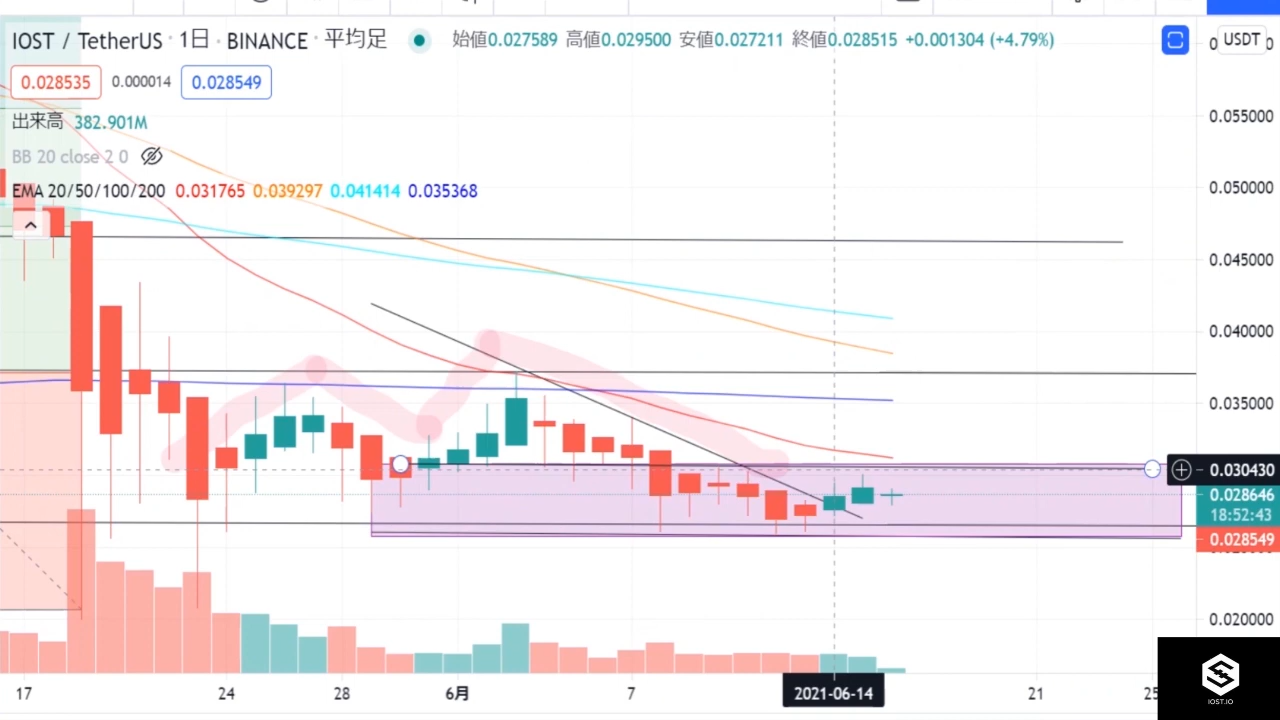 IOST / TetherUS · 1日 · BINANCE · 平均足 始値0.027589 高値0.029500 安値0.027211 終値0.028515 +0.001304 (+4.79%)
USDT
0.028535 0.000014 0.028549
出来高 382.901M
BB 20 close 2 0
EMA 20/50/100/200 0.031765 0.039297 0.041414 0.035368
0.055000
0.050000
0.045000
0.040000
0.035000
0.030430
0.028646
18:52:43
0.028549
0.020000
17 24 28 6月 7 2021-06-14 21 25
IOST.IO